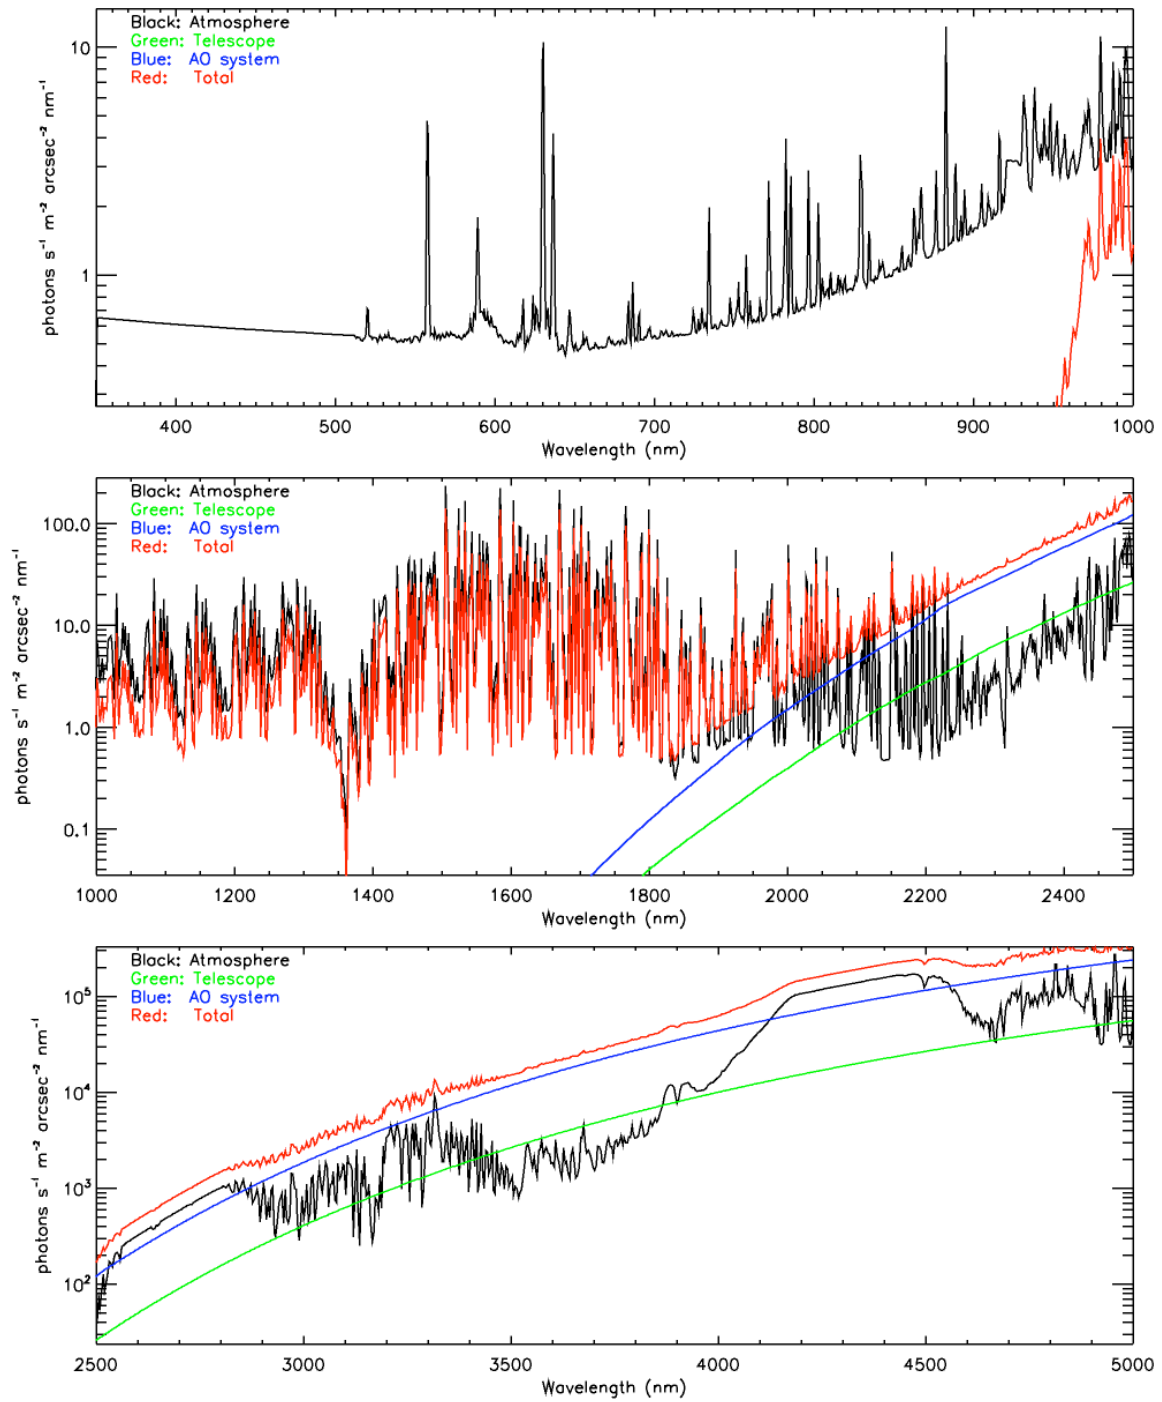 Black: Atmosphere
Green: Telescope
Blue: AO system
Red: Total
10
1
photons s⁻¹ m⁻² arcsec⁻² nm⁻¹
400 500 600 700 800 900 1000
Wavelength (nm)
Black: Atmosphere
Green: Telescope
Blue: AO system
Red: Total
100.0
10.0
1.0
0.1
photons s⁻¹ m⁻² arcsec⁻² nm⁻¹
1000 1200 1400 1600 1800 2000 2200 2400
Wavelength (nm)
Black: Atmosphere
Green: Telescope
Blue: AO system
Red: Total
10⁵
10⁴
10³
10²
photons s⁻¹ m⁻² arcsec⁻² nm⁻¹
2500 3000 3500 4000 4500 5000
Wavelength (nm)